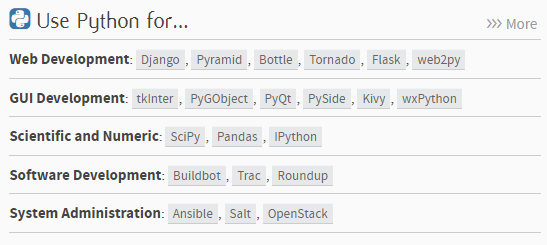 Use Python for...
>>> More
Web Development: Django, Pyramid, Bottle, Tornado, Flask, web2py
GUI Development: tkInter, PyGObject, PyQt, PySide, Kivy, wxPython
Scientific and Numeric: SciPy, Pandas, IPython
Software Development: Buildbot, Trac, Roundup
System Administration: Ansible, Salt, OpenStack